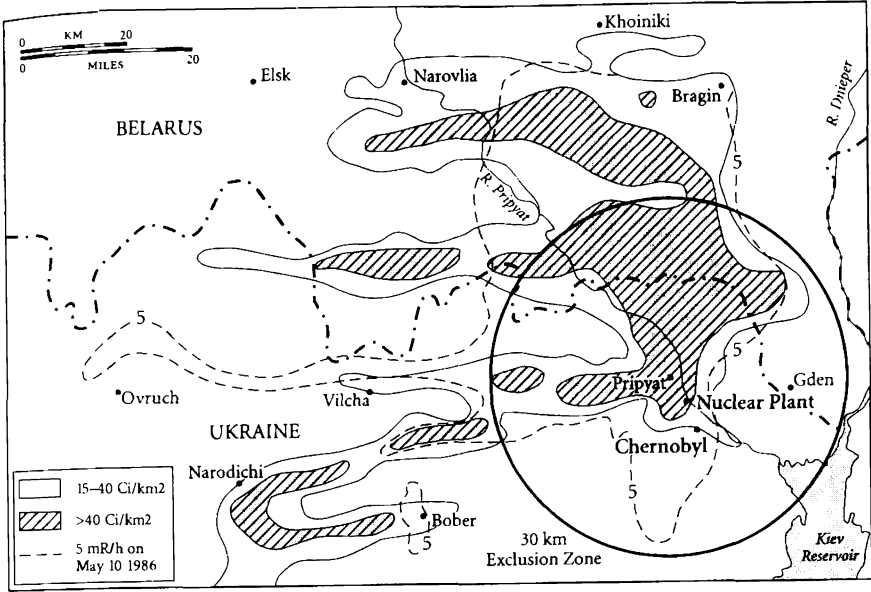 KM
0 20
0 20
MILES
Khoiniki
Elsk
Narovlia
Bragin
R. Dnieper
BELARUS
5
R. Pripyat
5
5
Ovruch
Vilcha
Pripyat
Gden
Nuclear Plant
UKRAINE
Chernobyl
Narodichi
5
Bober
5
30 km
Exclusion Zone
Kiev
Reservoir
15–40 Ci/km2
>40 Ci/km2
5 mR/h on
May 10 1986